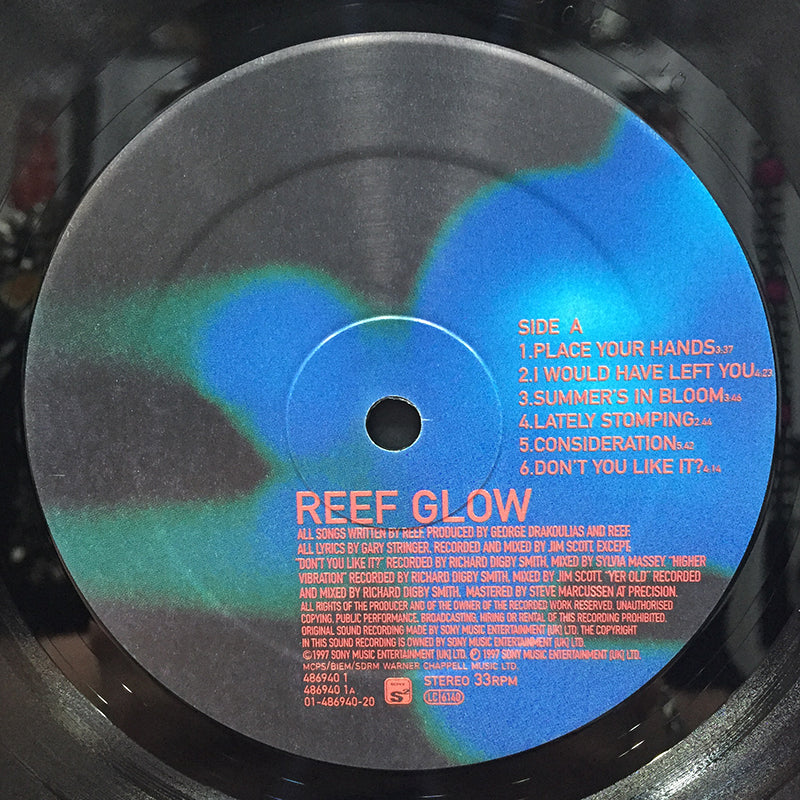 SIDE A
1.PLACE YOUR HANDS3:37
2.I WOULD HAVE LEFT YOU4.23
3.SUMMER'S IN BLOOM3:46
4.LATELY STOMPING2.44
5.CONSIDERATION5.42
6.DON'T YOU LIKE IT?4.14
REEF GLOW
ALL SONGS WRITTEN BY REEF. PRODUCED BY GEORGE DRAKOULIAS AND REEF.
ALL LYRICS BY GARY STRINGER. RECORDED AND MIXED BY JIM SCOTT, EXCEPT:
"DON'T YOU LIKE IT?" RECORDED BY RICHARD DIGBY SMITH, MIXED BY SYLVIA MASSEY "HIGHER
VIBRATION" RECORDED BY RICHARD DIGBY SMITH, MIXED BY JIM SCOTT. "YER OLD" RECORDED
AND MIXED BY RICHARD DIGBY SMITH. MASTERED BY STEVE MARCUSSEN AT PRECISION.
ALL RIGHTS OF THE PRODUCER AND OF THE OWNER OF THE RECORDED WORK RESERVED. UNAUTHORISED
COPYING, PUBLIC PERFORMANCE, BROADCASTING, HIRING OR RENTAL OF THIS RECORDING PROHIBITED.
ORIGINAL SOUND RECORDING MADE BY SONY MUSIC ENTERTAINMENT (UK) LTD. THE COPYRIGHT
IN THIS SOUND RECORDING IS OWNED BY SONY MUSIC ENTERTAINMENT (UK) LTD.
©1997 SONY MUSIC ENTERTAINMENT (UK) LTD. ℗ 1997 SONY MUSIC ENTERTAINMENT (UK) LTD.
MCPS/BIEM/SDRM WARNER CHAPPELL MUSIC LTD.
486940 1
486940 1A
01-486940-20
SONY S2
STEREO 33RPM
LC 6140